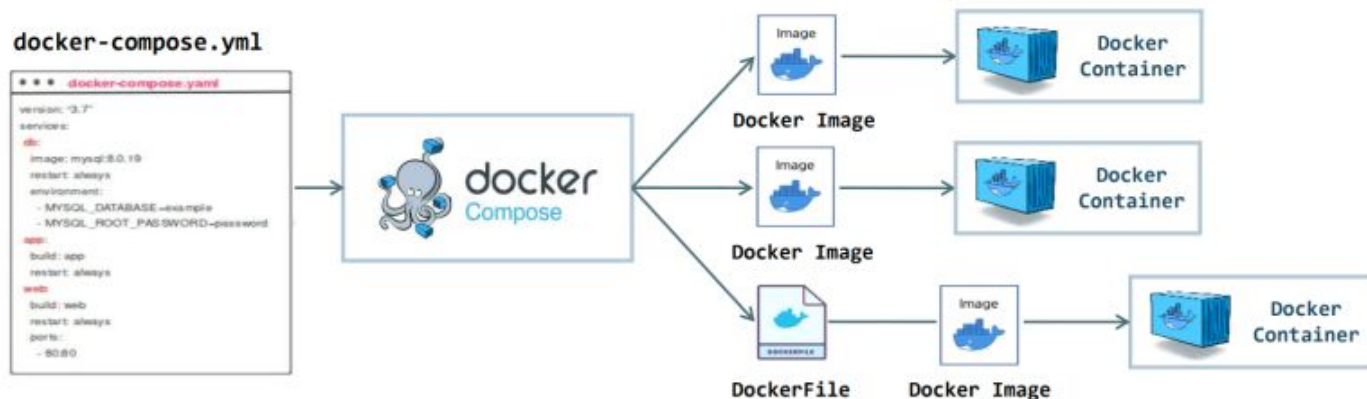 docker-compose.yml
docker-compose.yaml
version: "3.7"
services:
db:
image: mysql:8.0.19
restart: always
environment:
- MYSQL_DATABASE=example
- MYSQL_ROOT_PASSWORD=password
app:
build: app
restart: always
web:
build: web
restart: always
ports:
- 80:80
docker
Compose
Image
Docker Image
Docker
Container
Image
Docker Image
Docker
Container
DOCKERFILE
DockerFile
Image
Docker Image
Docker
Container